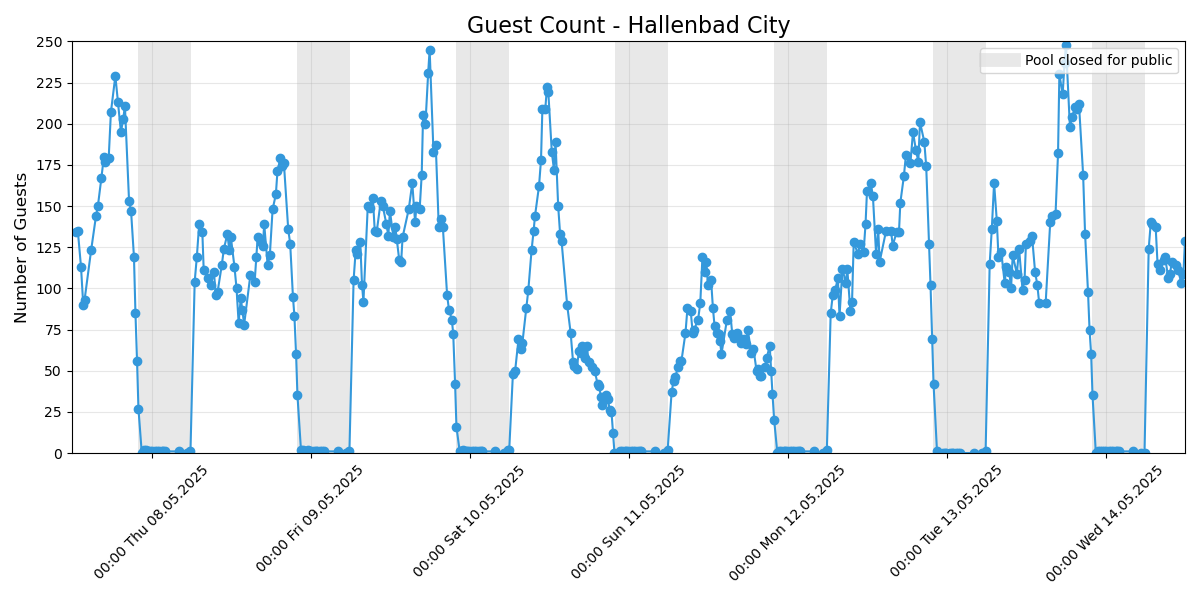 Guest Count - Hallenbad City
Pool closed for public
Number of Guests
250
225
200
175
150
125
100
75
50
25
0
00:00 Thu 08.05.2025
00:00 Fri 09.05.2025
00:00 Sat 10.05.2025
00:00 Sun 11.05.2025
00:00 Mon 12.05.2025
00:00 Tue 13.05.2025
00:00 Wed 14.05.2025